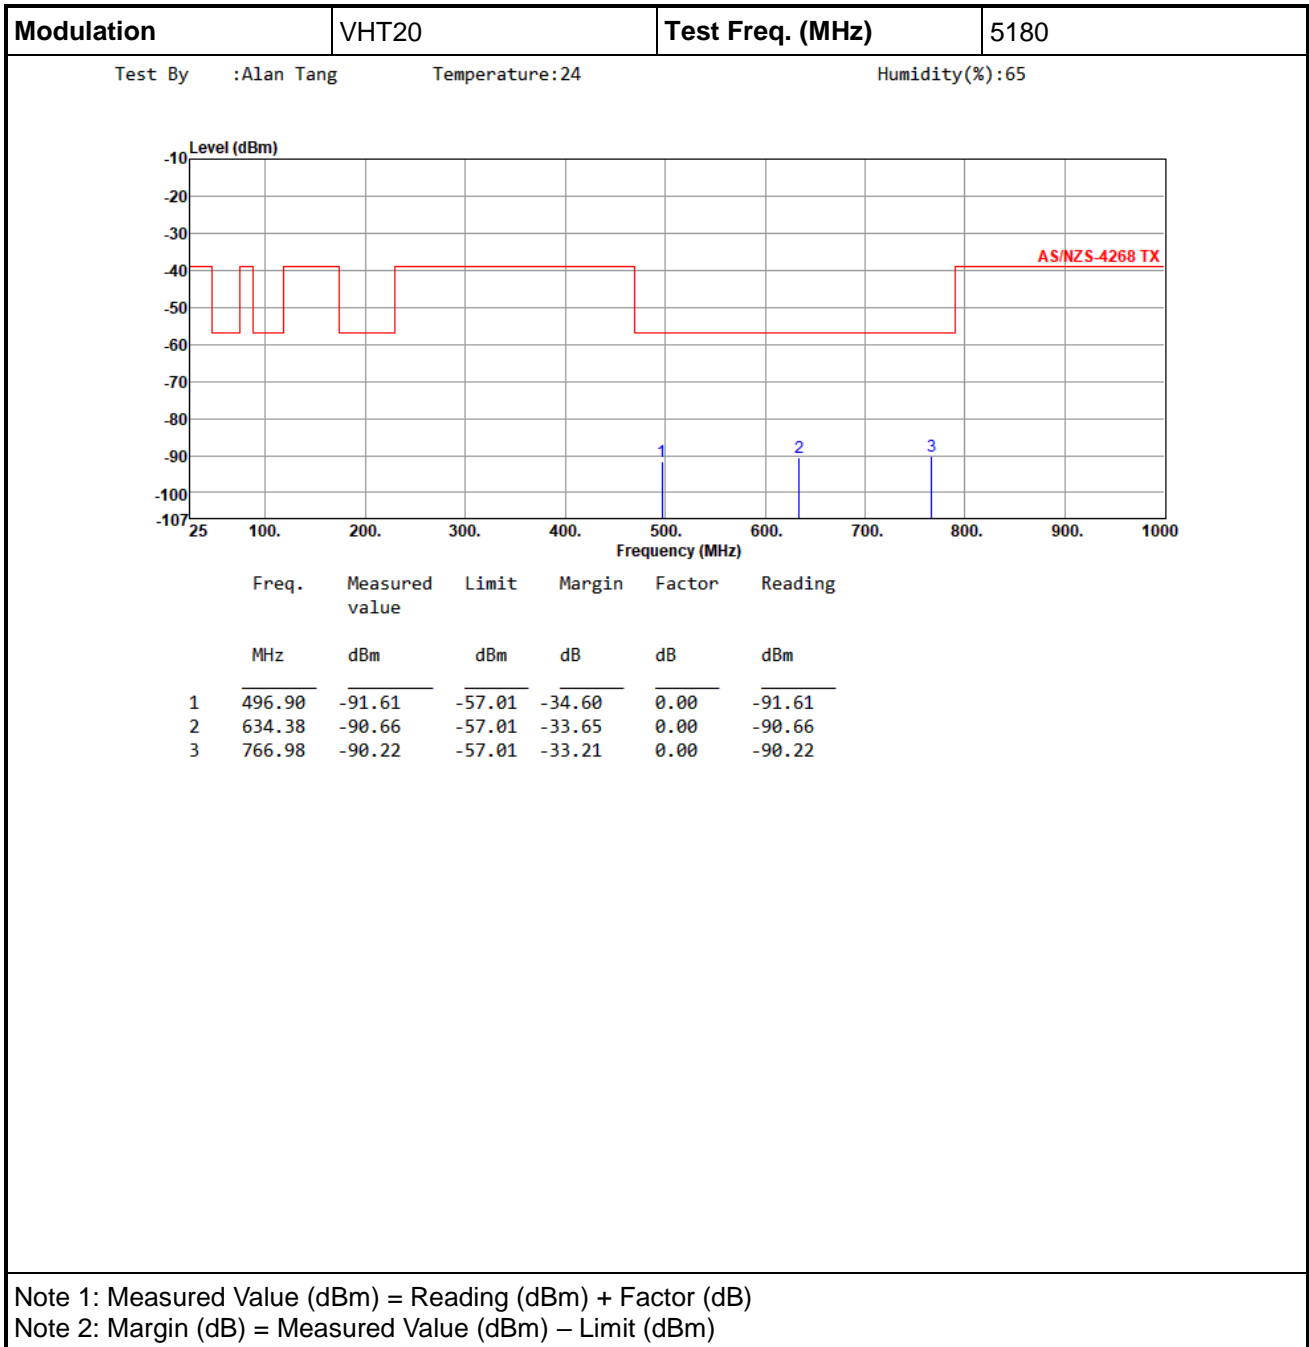 Modulation VHT20 Test Freq. (MHz) 5180
Test By :Alan Tang Temperature:24 Humidity(%):65
Level (dBm)
-10
-20
-30
AS/NZS-4268 TX
-40
-50
-60
-70
-80
1 2 3
-90
-100
-107
25 100. 200. 300. 400. 500. 600. 700. 800. 900. 1000
Frequency (MHz)
Freq. Measured Limit Margin Factor Reading
value
MHz dBm dBm dB dB dBm
1 496.90 -91.61 -57.01 -34.60 0.00 -91.61
2 634.38 -90.66 -57.01 -33.65 0.00 -90.66
3 766.98 -90.22 -57.01 -33.21 0.00 -90.22
Note 1: Measured Value (dBm) = Reading (dBm) + Factor (dB)
Note 2: Margin (dB) = Measured Value (dBm) – Limit (dBm)